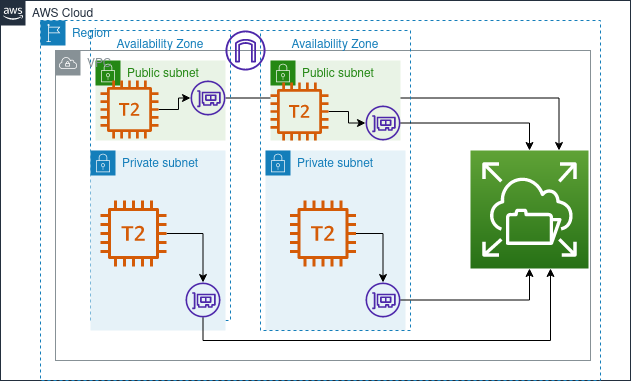 aws
AWS Cloud
Region
VPC
Availability Zone
Availability Zone
Public subnet
Public subnet
T2
T2
Private subnet
Private subnet
T2
T2